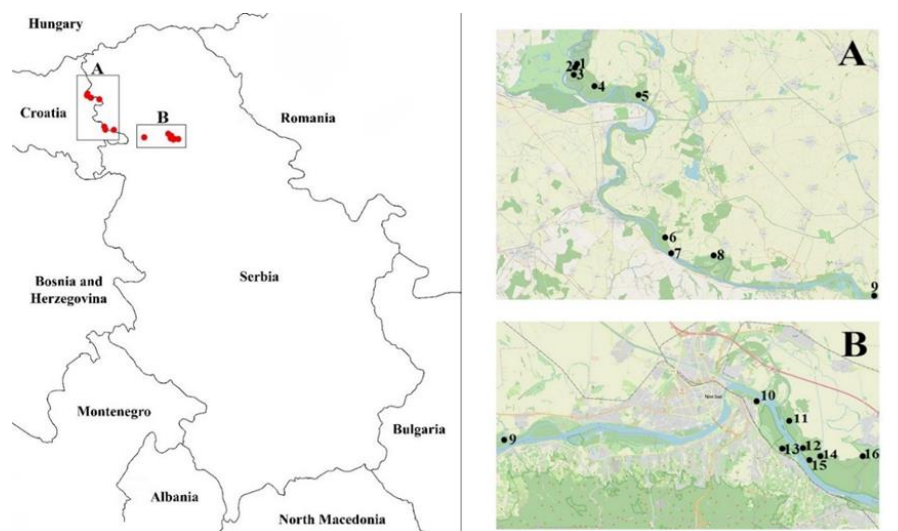 Hungary
A
Croatia
B
Romania
Bosnia and
Herzegovina
Serbia
Montenegro
Bulgaria
Albania
North Macedonia
A
1
2
3
4
5
6
7
8
9
B
Novi Sad
10
11
9
13
12
14
16
15